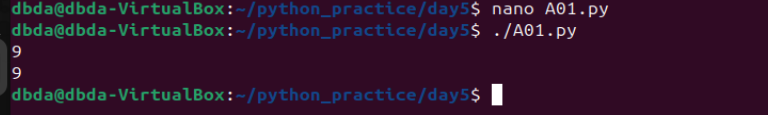 dbda@dbda-VirtualBox:~/python_practice/day5$ nano A01.py
dbda@dbda-VirtualBox:~/python_practice/day5$ ./A01.py
9
9
dbda@dbda-VirtualBox:~/python_practice/day5$